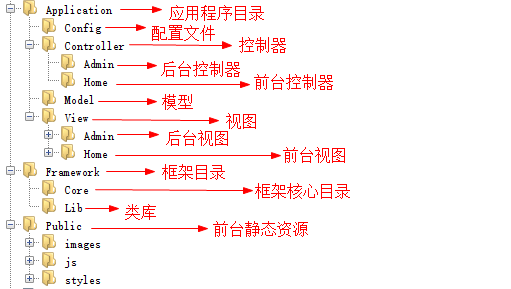 Application 应用程序目录
Config 配置文件
Controller 控制器
Admin 后台控制器
Home 前台控制器
Model 模型
View 视图
Admin 后台视图
Home 前台视图
Framework 框架目录
Core 框架核心目录
Lib 类库
Public 前台静态资源
images
js
styles